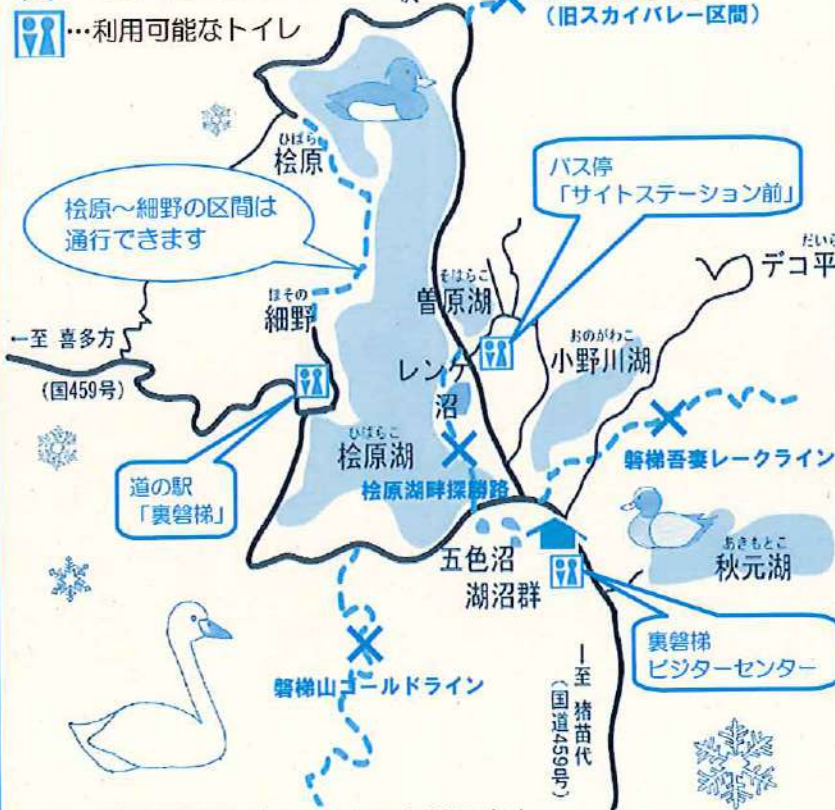 (旧スカイバレー区間)
…利用可能なトイレ
ひばら
桧原
バス停
「サイトステーション前」
桧原～細野の区間は
通行できます
だいら
デコ平
そはらこ
曽原湖
ほその
細野
おのがわこ
小野川湖
←至 喜多方
(国459号)
レンゲ
沼
ひばらこ
桧原湖
磐梯吾妻レークライン
桧原湖畔探勝路
道の駅
「裏磐梯」
五色沼
湖沼群
あきもとこ
秋元湖
裏磐梯
ビジターセンター
磐梯山ゴールドライン
至 猪苗代
(国道459号)